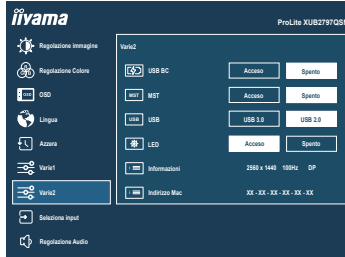 iiyama
ProLite XUB2797QS
Regolazione immagine
Varie2
Regolazione Colore
USB BC
Acceso
Spento
OSD
OSD
MST
MST
Acceso
Spento
Lingua
USB
USB
USB 3.0
USB 2.0
Azzera
LED
Acceso
Spento
Varie1
Informazioni
2560 x 1440 100Hz DP
Varie2
Indirizzo Mac
XX - XX - XX - XX - XX - XX
Seleziona input
Regolazione Audio